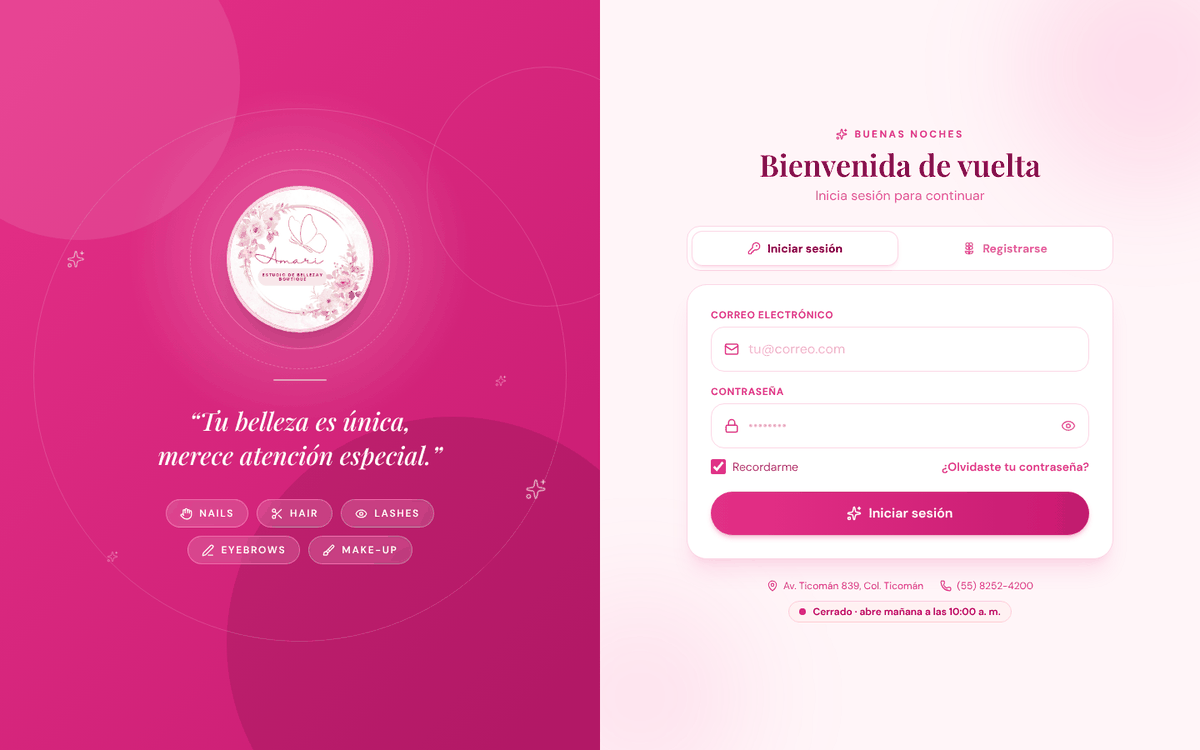 Amari
ESTUDIO DE BELLEZA Y
BOUTIQUE
“Tu belleza es única,
merece atención especial.”
NAILS
HAIR
LASHES
EYEBROWS
MAKE-UP
BUENAS NOCHES
Bienvenida de vuelta
Inicia sesión para continuar
Iniciar sesión
Registrarse
CORREO ELECTRÓNICO
tu@correo.com
CONTRASEÑA
••••••••
Recordarme
¿Olvidaste tu contraseña?
Iniciar sesión
Av. Ticomán 839, Col. Ticomán
(55) 8252-4200
Cerrado · abre mañana a las 10:00 a. m.